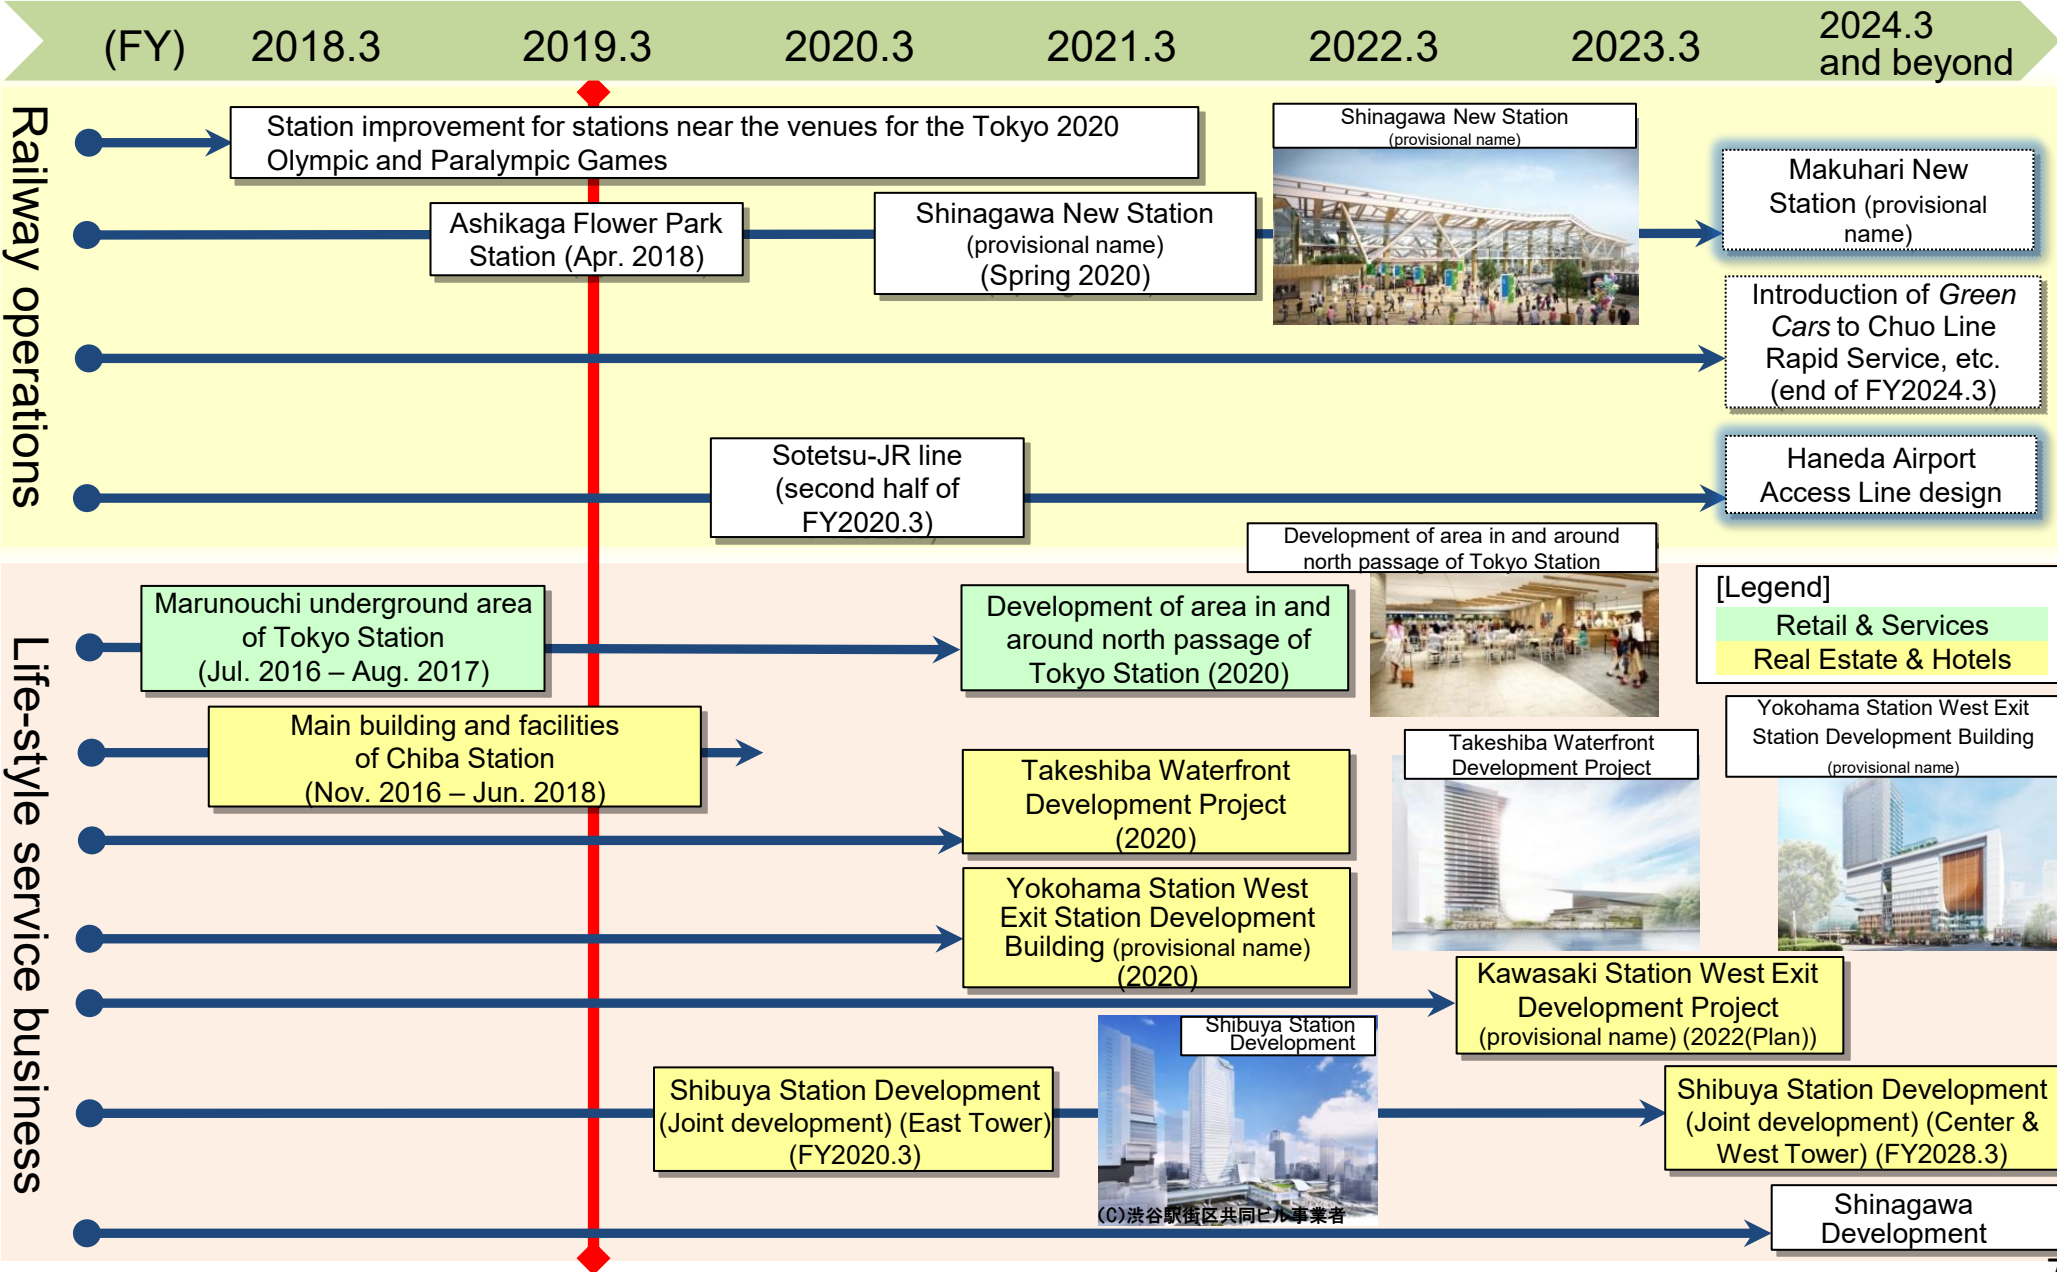 (FY)
2018.3
2019.3
2020.3
2021.3
2022.3
2023.3
2024.3
and beyond
Railway operations
Station improvement for stations near the venues for the Tokyo 2020
Olympic and Paralympic Games
Shinagawa New Station
(provisional name)
Ashikaga Flower Park
Station (Apr. 2018)
Shinagawa New Station
(provisional name)
(Spring 2020)
Makuhari New
Station (provisional
name)
Introduction of Green
Cars to Chuo Line
Rapid Service, etc.
(end of FY2024.3)
Sotetsu-JR line
(second half of
FY2020.3)
Haneda Airport
Access Line design
Life-style service business
Development of area in and around
north passage of Tokyo Station
Marunouchi underground area
of Tokyo Station
(Jul. 2016 – Aug. 2017)
Development of area in and
around north passage of
Tokyo Station (2020)
[Legend]
Retail & Services
Real Estate & Hotels
Main building and facilities
of Chiba Station
(Nov. 2016 – Jun. 2018)
Takeshiba Waterfront
Development Project
(2020)
Takeshiba Waterfront
Development Project
Yokohama Station West Exit
Station Development Building
(provisional name)
Yokohama Station West
Exit Station Development
Building (provisional name)
(2020)
Kawasaki Station West Exit
Development Project
(provisional name) (2022(Plan))
Shibuya Station
Development
Shibuya Station Development
(Joint development) (East Tower)
(FY2020.3)
Shibuya Station Development
(Joint development) (Center &
West Tower) (FY2028.3)
(C)渋谷駅街区共同ビル事業者
Shinagawa
Development